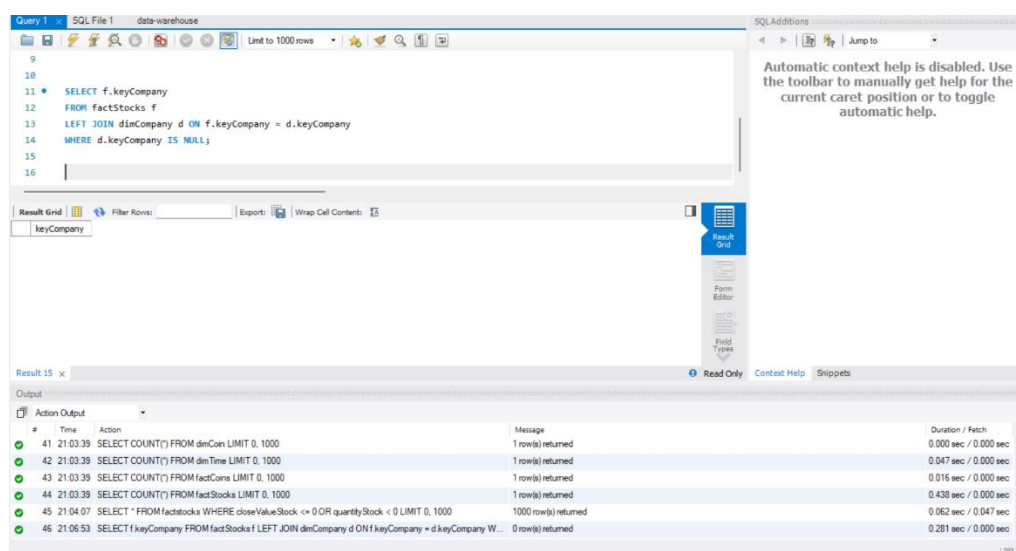 Query 1 SQL File 1 data-warehouse
Limit to 1000 rows
9
10
11 SELECT f.keyCompany
12 FROM factStocks f
13 LEFT JOIN dimCompany d ON f.keyCompany = d.keyCompany
14 WHERE d.keyCompany IS NULL;
15
16
Result Grid Filter Rows: Export: Wrap Cell Content:
keyCompany
Result
Grid
Form
Editor
Field
Types
Result 15 Read Only
SQLAdditions
Jump to
Automatic context help is disabled. Use
the toolbar to manually get help for the
current caret position or to toggle
automatic help.
Context Help Snippets
Output
Action Output
# Time Action Message Duration / Fetch
41 21:03:39 SELECT COUNT(*) FROM dimCoin LIMIT 0, 1000 1 row(s) returned 0.000 sec / 0.000 sec
42 21:03:39 SELECT COUNT(*) FROM dimTime LIMIT 0, 1000 1 row(s) returned 0.047 sec / 0.000 sec
43 21:03:39 SELECT COUNT(*) FROM factCoins LIMIT 0, 1000 1 row(s) returned 0.016 sec / 0.000 sec
44 21:03:39 SELECT COUNT(*) FROM factStocks LIMIT 0, 1000 1 row(s) returned 0.438 sec / 0.000 sec
45 21:04:07 SELECT * FROM factstocks WHERE closeValueStock <= 0 OR quantityStock < 0 LIMIT 0, 1000 1000 row(s) returned 0.062 sec / 0.047 sec
46 21:06:53 SELECT f.keyCompany FROM factStocks f LEFT JOIN dimCompany d ON f.keyCompany = d.keyCompany W... 0 row(s) returned 0.281 sec / 0.000 sec